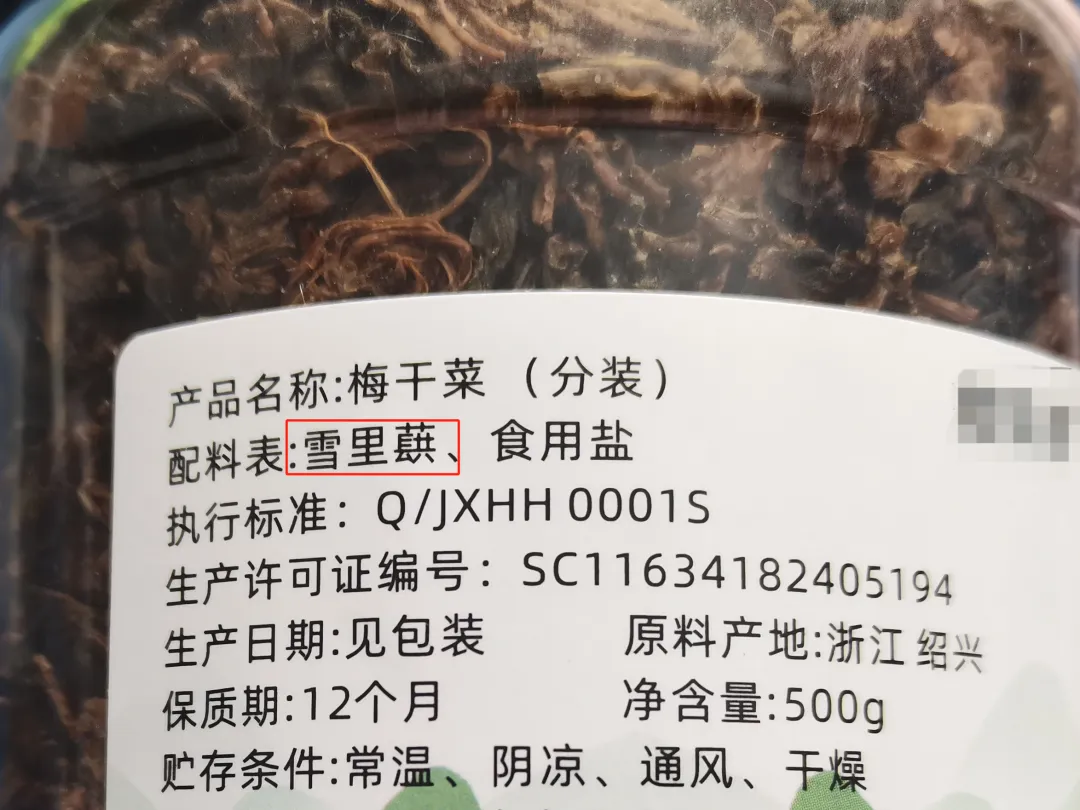 产品名称:梅干菜（分装）
配料表:雪里蕻、食用盐
执行标准：Q/JXHH 0001S
生产许可证编号：SC11634182405194
生产日期:见包装 原料产地:浙江 绍兴
保质期:12个月 净含量:500g
贮存条件:常温、阴凉、通风、干燥